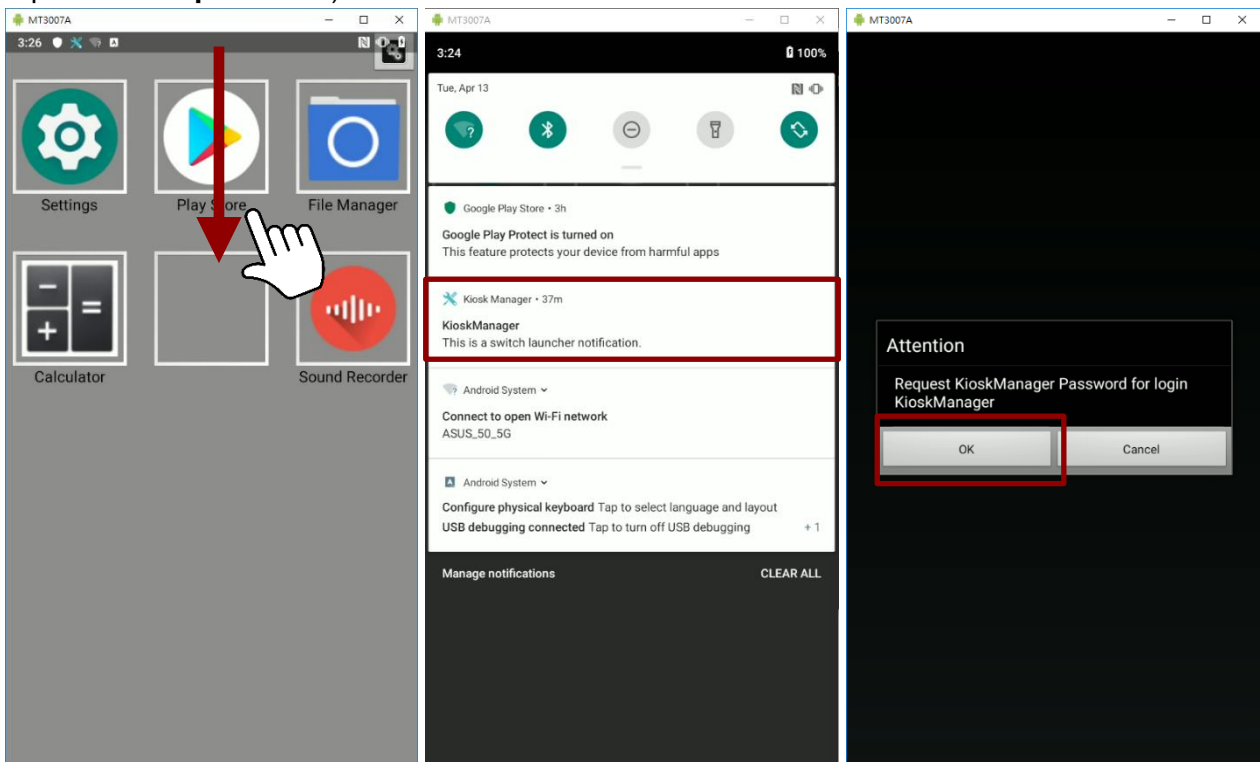 MT3007A
3:26
Settings
Play Store
File Manager
Calculator
Sound Recorder
MT3007A
3:24
100%
Tue, Apr 13
Google Play Store • 3h
Google Play Protect is turned on
This feature protects your device from harmful apps
Kiosk Manager • 37m
KioskManager
This is a switch launcher notification.
Android System
Connect to open Wi-Fi network
ASUS_50_5G
Android System
Configure physical keyboard Tap to select language and layout
USB debugging connected Tap to turn off USB debugging + 1
Manage notifications
CLEAR ALL
MT3007A
Attention
Request KioskManager Password for login
KioskManager
OK
Cancel